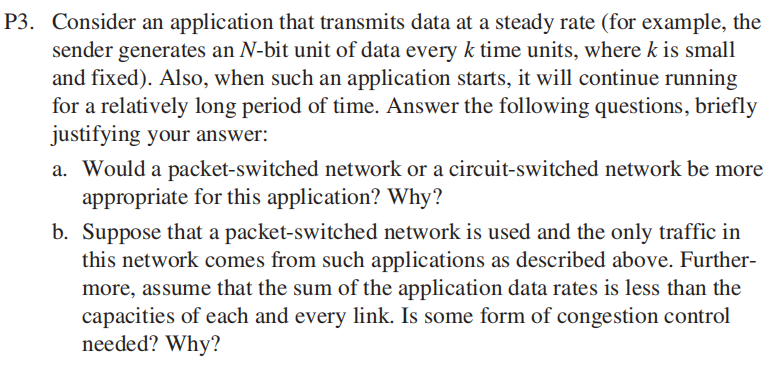 P3. Consider an application that transmits data at a steady rate (for example, the
sender generates an N-bit unit of data every k time units, where k is small
and fixed). Also, when such an application starts, it will continue running
for a relatively long period of time. Answer the following questions, briefly
justifying your answer:
a. Would a packet-switched network or a circuit-switched network be more
appropriate for this application? Why?
b. Suppose that a packet-switched network is used and the only traffic in
this network comes from such applications as described above. Further-
more, assume that the sum of the application data rates is less than the
capacities of each and every link. Is some form of congestion control
needed? Why?